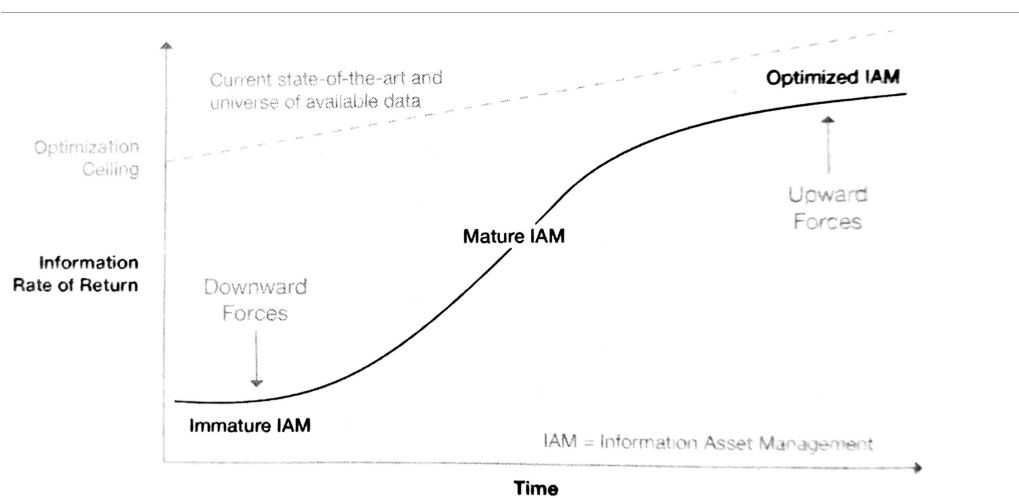 Current state-of-the-art and
universe of available data
Optimized IAM
Optimization
Ceiling
Upward
Forces
Mature IAM
Information
Rate of Return
Downward
Forces
Immature IAM
IAM = Information Asset Management
Time